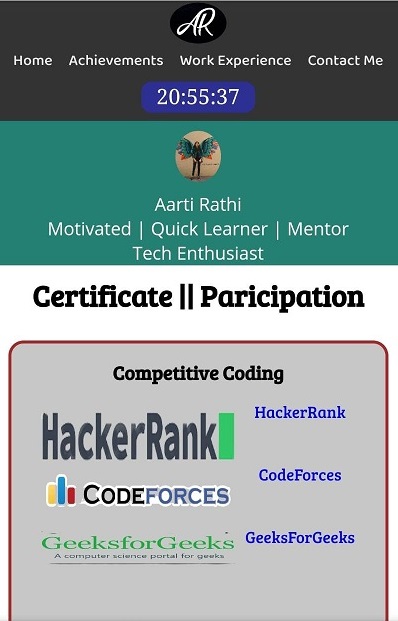 AR
Home Achievements Work Experience Contact Me
20:55:37
Aarti Rathi
Motivated | Quick Learner | Mentor
Tech Enthusiast
Certificate || Paricipation
Competitive Coding
HackerRank
HackerRank
CODEFORCES
CodeForces
GeeksforGeeks
A computer science portal for geeks
GeeksForGeeks